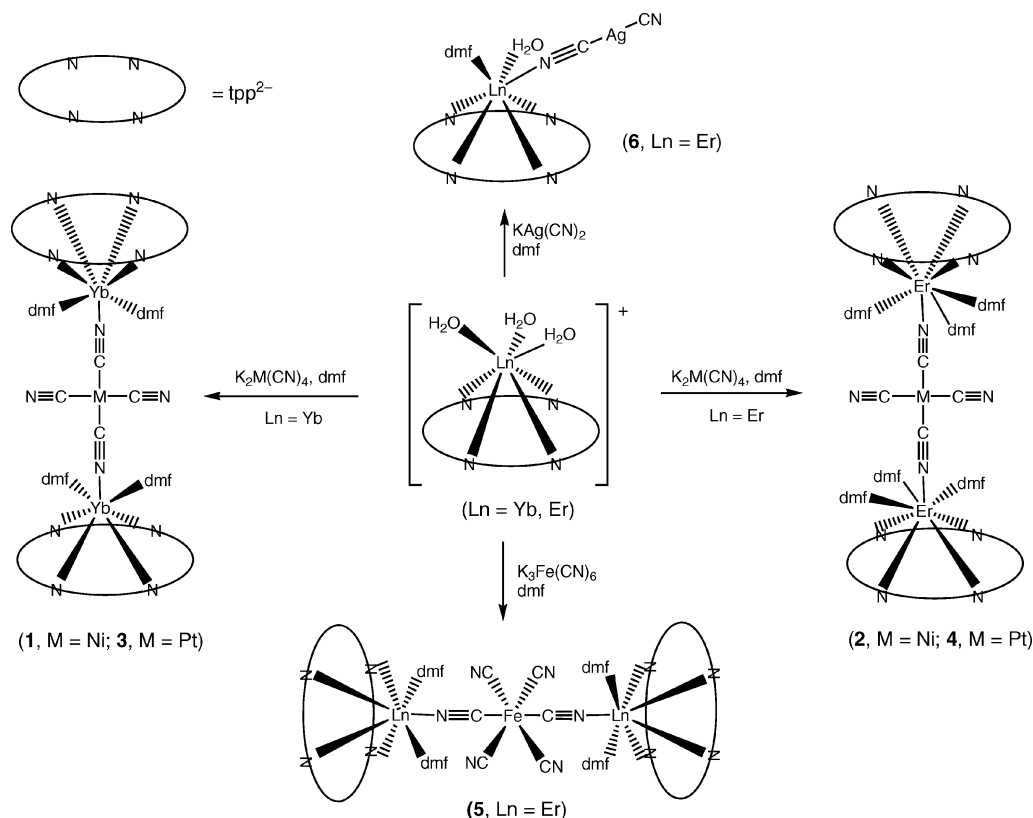 CN
Ag
H₂O
C
dmf
N
N N
Ln
= tpp²⁻
N N
N N
N N
(6, Ln = Er)
N N
KAg(CN)₂
dmf
N N
Yb
dmf dmf
N
C
N≡C M C≡N
C
N
dmf dmf
Yb
N N
N N
(1, M = Ni; 3, M = Pt)
K₂M(CN)₄, dmf
Ln = Yb
H₂O H₂O H₂O
+
Ln
N N
N N
(Ln = Yb, Er)
K₂M(CN)₄, dmf
Ln = Er
N N
N N
Er
dmf dmf
dmf
N
C
N≡C M C≡N
C
N
dmf dmf
dmf
Er
N N
N N
(2, M = Ni; 4, M = Pt)
K₃Fe(CN)₆
dmf
N N dmf NC CN dmf N N
Ln N≡C Fe C≡N Ln
N N dmf NC CN dmf N N
(5, Ln = Er)